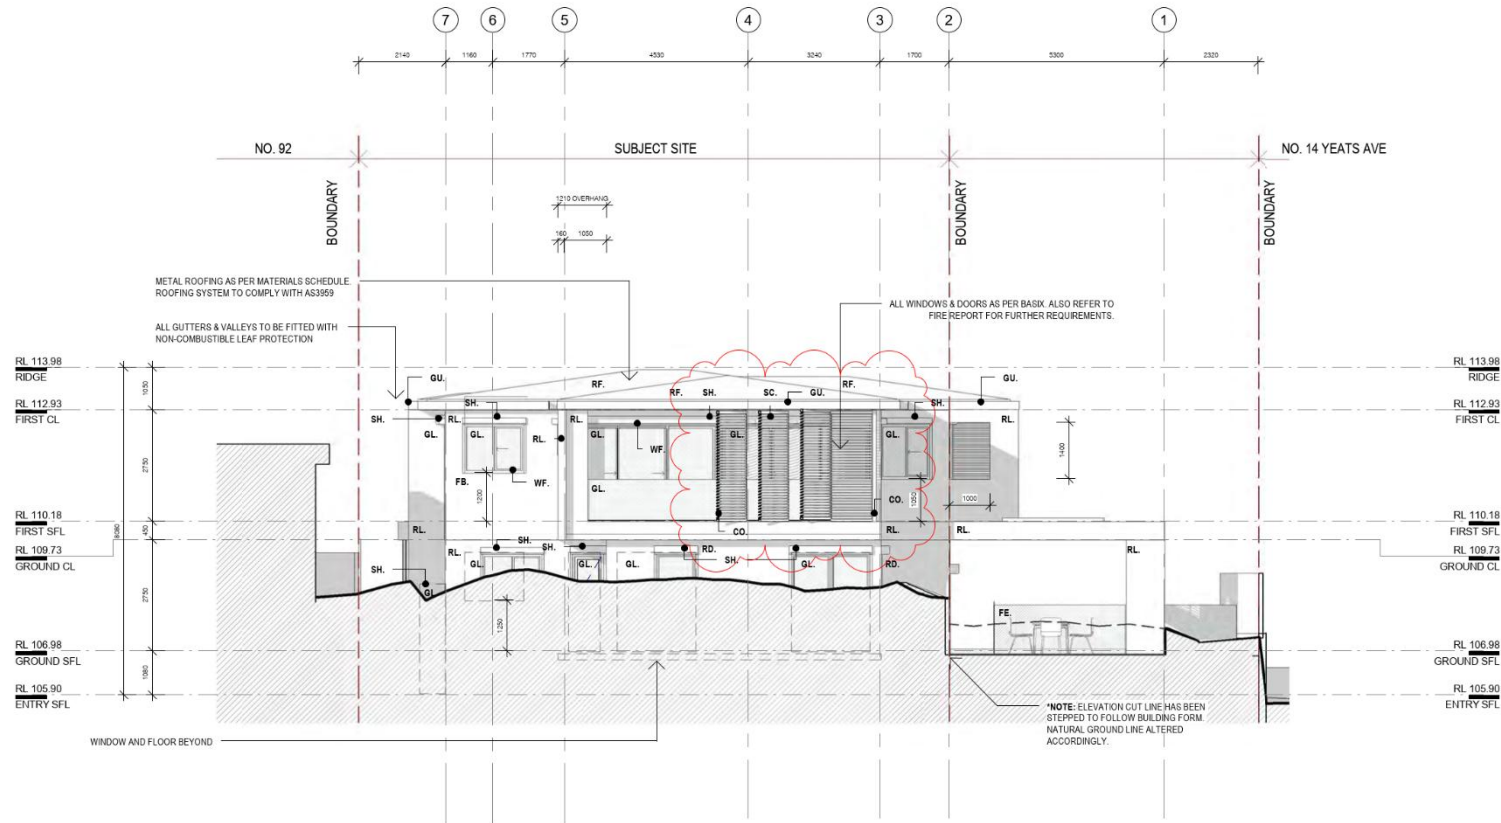 7 6 5 4 3 2 1
2140 1160 1770 4530 3240 1700 5300 2320
NO. 92 SUBJECT SITE NO. 14 YEATS AVE
BOUNDARY
BOUNDARY
BOUNDARY
1210 OVERHANG
160 1050
METAL ROOFING AS PER MATERIALS SCHEDULE.
ROOFING SYSTEM TO COMPLY WITH AS3959
ALL WINDOWS & DOORS AS PER BASIX. ALSO REFER TO
FIRE REPORT FOR FURTHER REQUIREMENTS.
ALL GUTTERS & VALLEYS TO BE FITTED WITH
NON-COMBUSTIBLE LEAF PROTECTION
RL 113.98
RIDGE
RL 113.98
RIDGE
GU. RF. RF. SH. SC. GU. RF. GU.
RL 112.93
FIRST CL
RL 112.93
FIRST CL
1050
SH. RL. SH. RL. SH. RL.
GL. GL. RL. GL. WF. GL. GL.
1400
2750
2750
FB. WF. GL.
1200 1050 1000
CO.
CO.
RL 110.18
FIRST SFL
RL 110.18
FIRST SFL
8080
450
450
RL. RL. RL.
RL 109.73
GROUND CL
RL 109.73
GROUND CL
SH. SH. RD. RL.
RL. SH.
SH. GL. GL. GL. GL. RD.
GL.
1250
FE.
RL 106.98
GROUND SFL
RL 106.98
GROUND SFL
1080
RL 105.90
ENTRY SFL
RL 105.90
ENTRY SFL
*NOTE: ELEVATION CUT LINE HAS BEEN
STEPPED TO FOLLOW BUILDING FORM.
NATURAL GROUND LINE ALTERED
ACCORDINGLY.
WINDOW AND FLOOR BEYOND